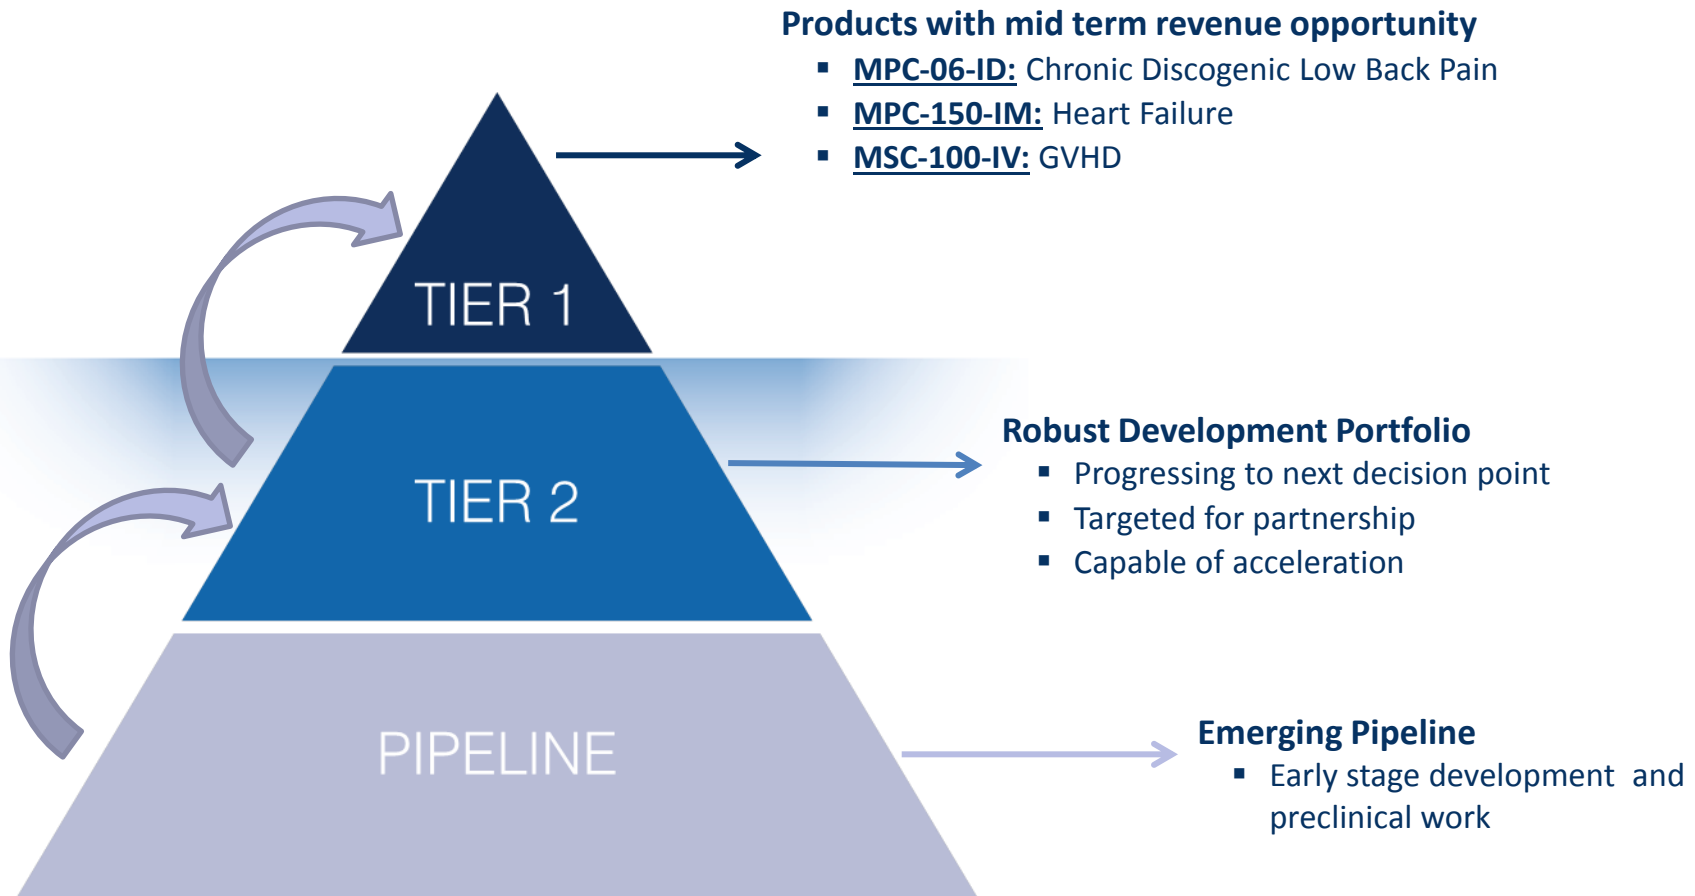 Products with mid term revenue opportunity
▪ MPC-06-ID: Chronic Discogenic Low Back Pain
▪ MPC-150-IM: Heart Failure
▪ MSC-100-IV: GVHD
TIER 1
Robust Development Portfolio
▪ Progressing to next decision point
▪ Targeted for partnership
▪ Capable of acceleration
TIER 2
Emerging Pipeline
▪ Early stage development and
preclinical work
PIPELINE